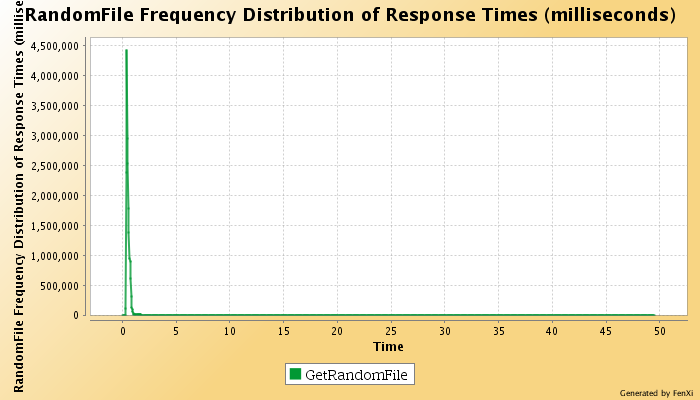 RandomFile Frequency Distribution of Response Times (milliseconds)
RandomFile Frequency Distribution of Response Times (millise
4,500,000
4,000,000
3,500,000
3,000,000
2,500,000
2,000,000
1,500,000
1,000,000
500,000
0
0 5 10 15 20 25 30 35 40 45 50
Time
GetRandomFile
Generated by FenXi